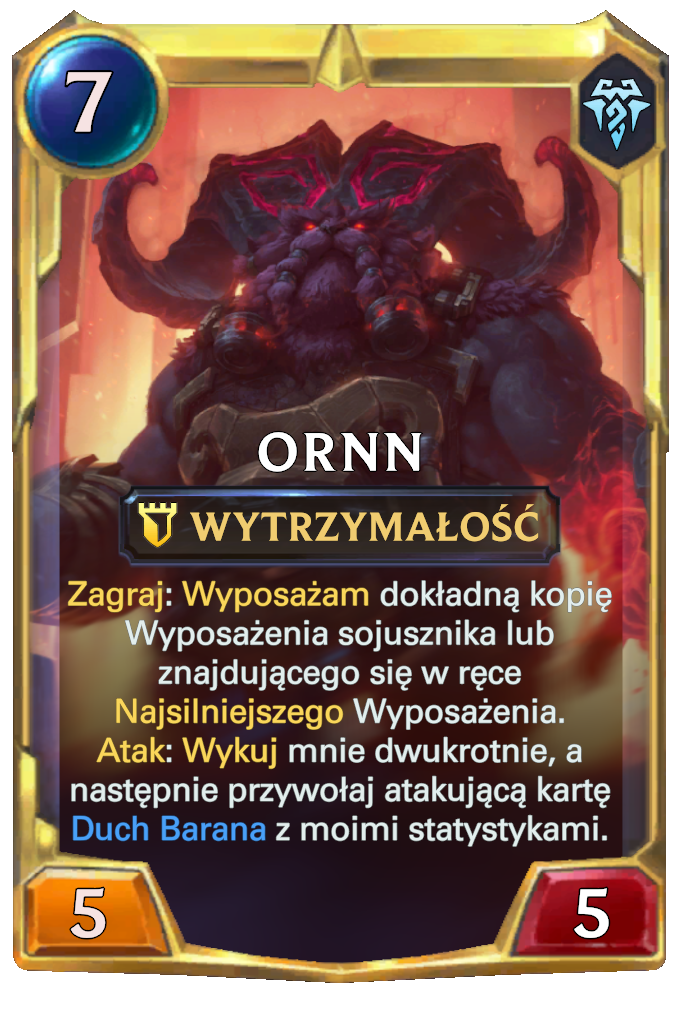 7
ORNN
WYTRZYMAŁOŚĆ
Zagraj: Wyposażam dokładną kopię
Wyposażenia sojusznika lub
znajdującego się w ręce
Najsilniejszego Wyposażenia.
Atak: Wykuj mnie dwukrotnie, a
następnie przywołaj atakującą kartę
Duch Barana z moimi statystykami.
5
5